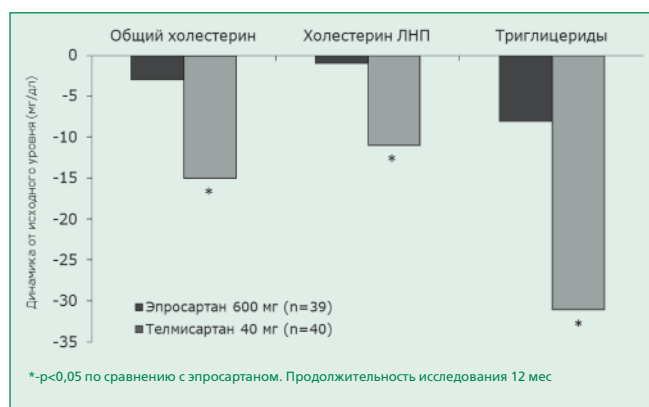 Общий холестерин Холестерин ЛНП Триглицериды
Динамика от исходного уровня (мг/дл)
0
-5
-10
-15
-20
-25
-30
-35
*
*
*
Эпросартан 600 мг (n=39)
Телмисартан 40 мг (n=40)
*-p<0,05 по сравнению с эпросартаном. Продолжительность исследования 12 мес